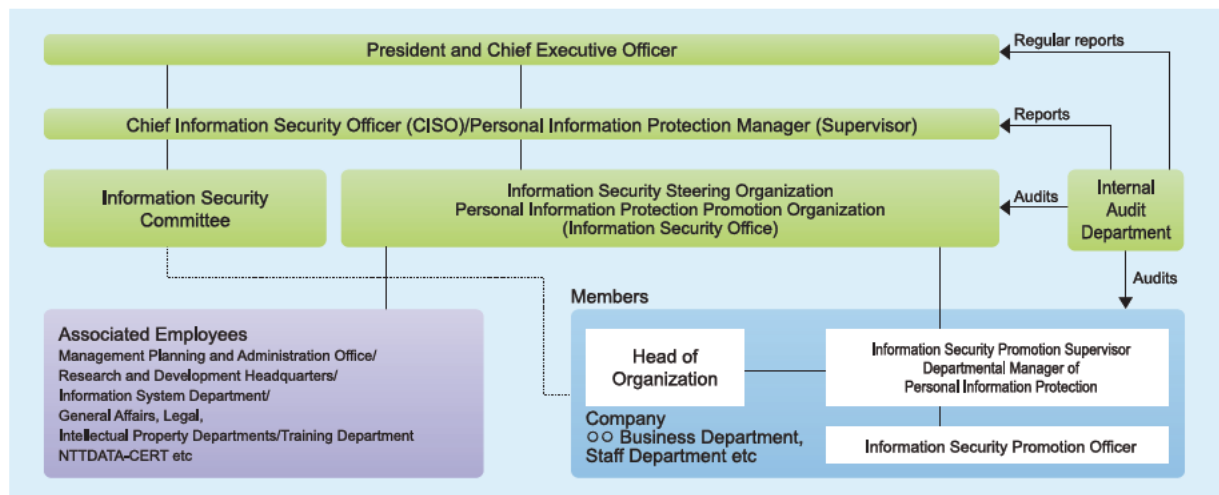 President and Chief Executive Officer
Regular reports
Chief Information Security Officer (CISO)/Personal Information Protection Manager (Supervisor)
Reports
Information Security
Committee
Information Security Steering Organization
Personal Information Protection Promotion Organization
(Information Security Office)
Audits
Internal
Audit
Department
Audits
Members
Associated Employees
Management Planning and Administration Office/
Research and Development Headquarters/
Information System Department/
General Affairs, Legal,
Intellectual Property Departments/Training Department
NTTDATA-CERT etc
Head of
Organization
Information Security Promotion Supervisor
Departmental Manager of
Personal Information Protection
Company
○○ Business Department,
Staff Department etc
Information Security Promotion Officer